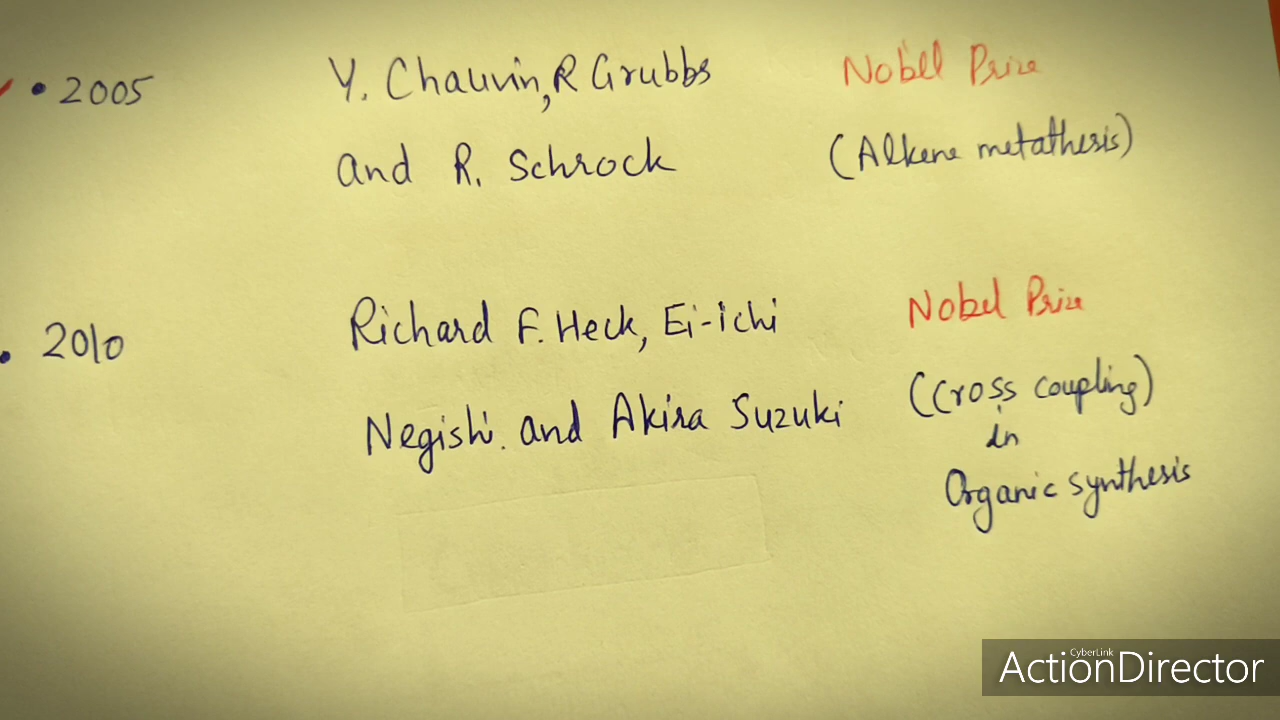 • 2005 Y. Chauvin, R Grubbs Nobel Prize
and R. Schrock (Alkene metathesis)
• 2010 Richard F. Heck, Ei-ichi Nobel Prize
Negishi. and Akira Suzuki (Cross coupling)
in
Organic synthesis
CyberLink
ActionDirector